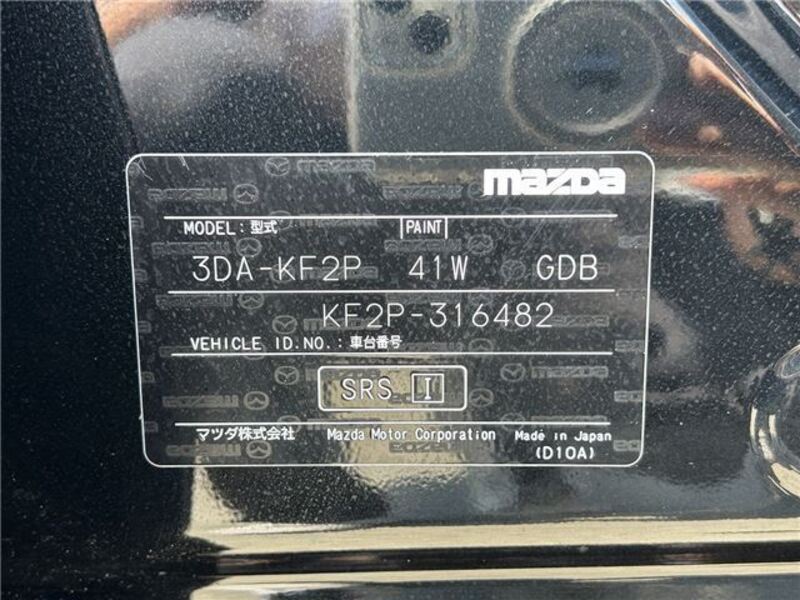 mazda
MODEL: 型式 PAINT
3DA-KF2P 41W GDB
KF2P-316482
VEHICLE ID.NO.: 車台番号
SRS I
マツダ株式会社 Mazda Motor Corporation Made in Japan
(D10A)